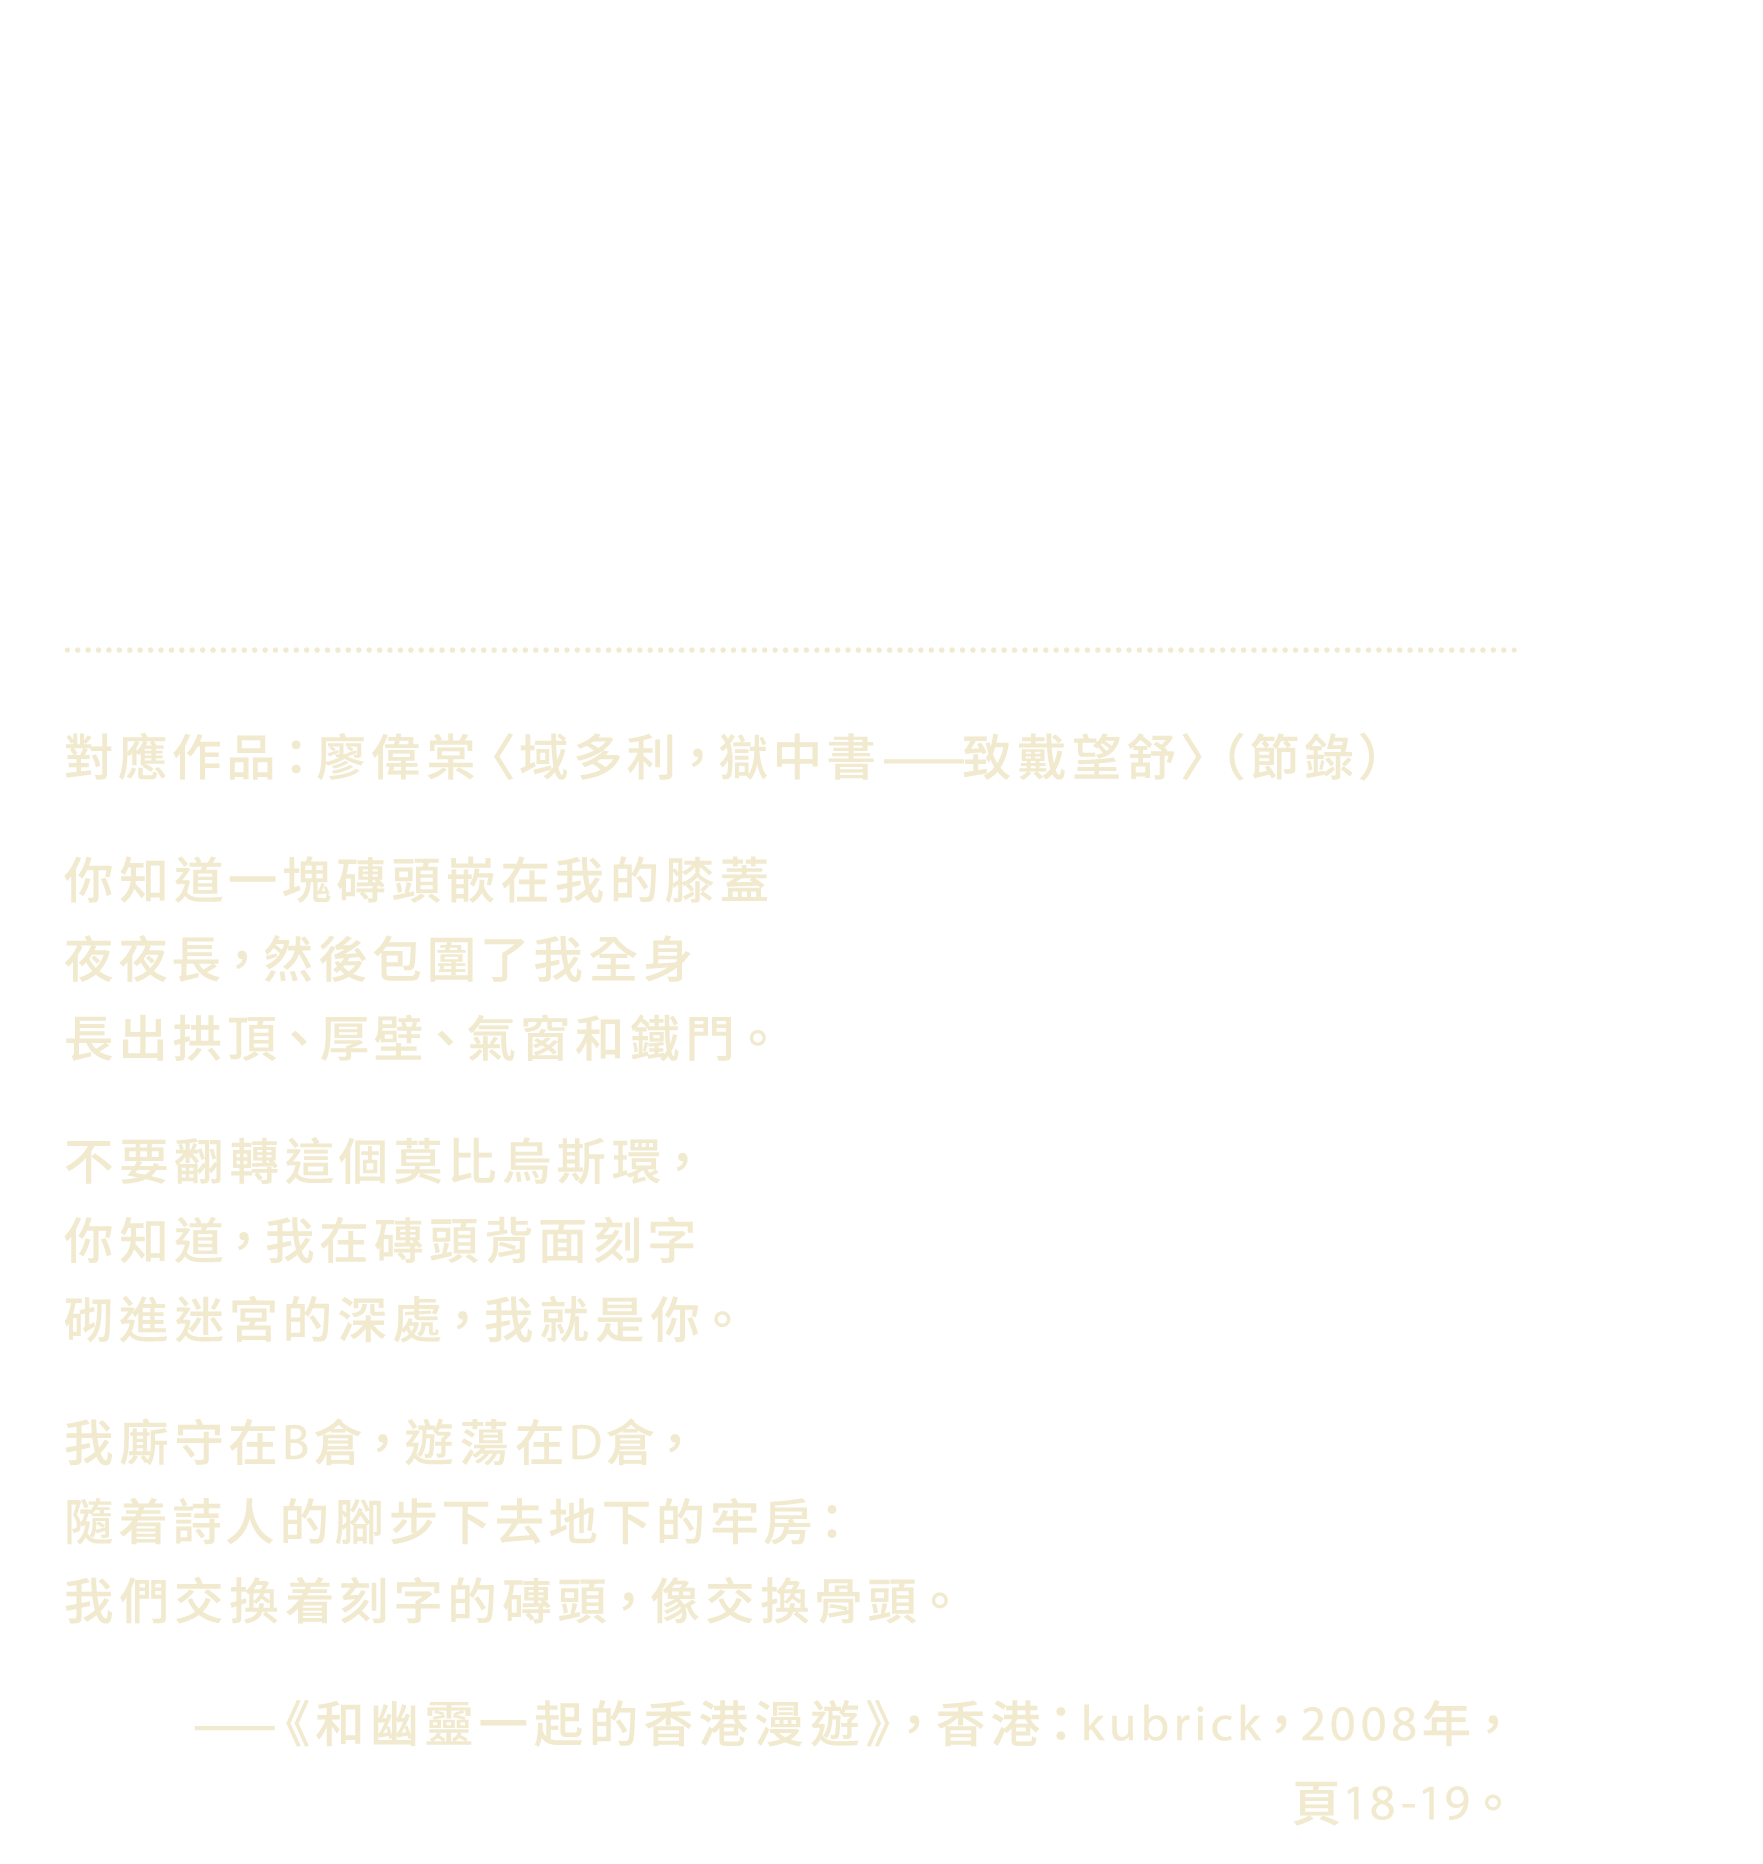 對應作品：廖偉棠〈域多利，獄中書——致戴望舒〉（節錄）
你知道一塊磚頭嵌在我的膝蓋
夜夜長，然後包圍了我全身
長出拱頂、厚壁、氣窗和鐵門。
不要翻轉這個莫比烏斯環，
你知道，我在磚頭背面刻字
砌進迷宮的深處，我就是你。
我廝守在B倉，遊蕩在D倉，
隨着詩人的腳步下去地下的牢房：
我們交換着刻字的磚頭，像交換骨頭。
——《和幽靈一起的香港漫遊》，香港：kubrick，2008年，
頁18-19。